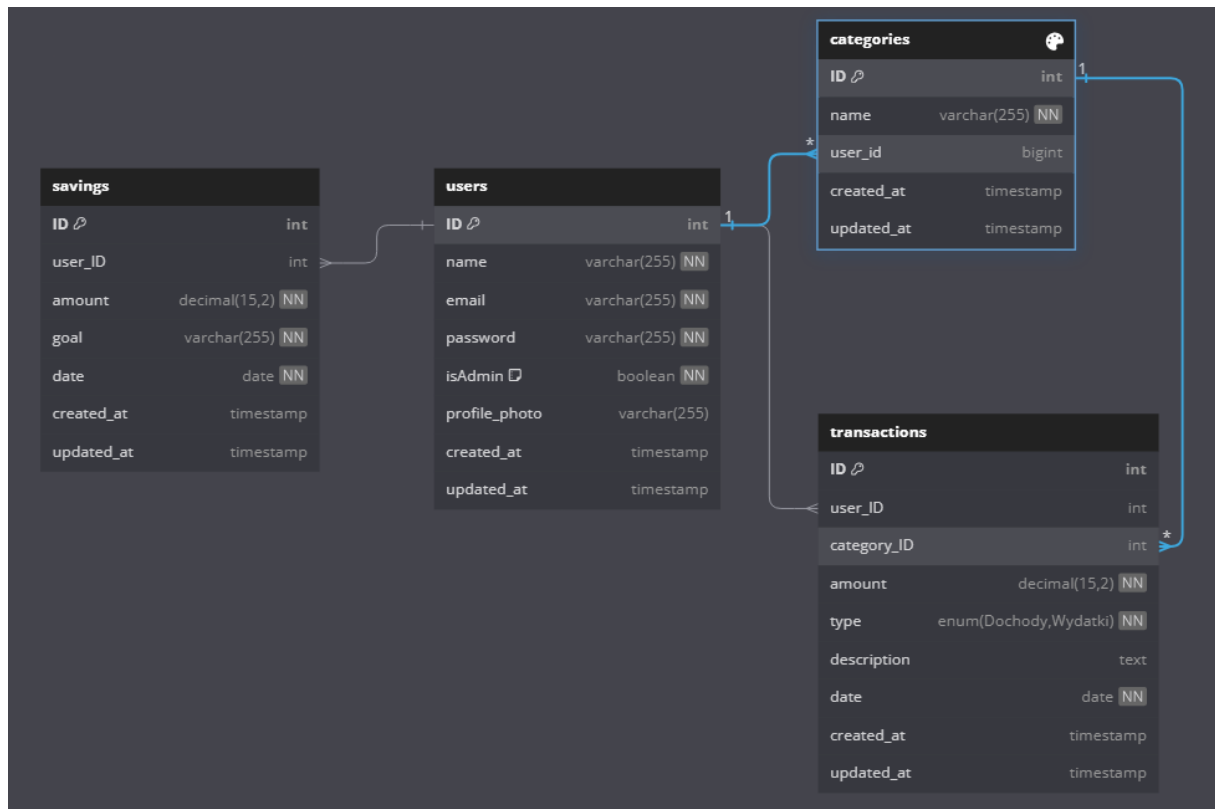 categories
ID int
name varchar(255) NN
user_id bigint
created_at timestamp
updated_at timestamp
1
*
savings
ID int
user_ID int
amount decimal(15,2) NN
goal varchar(255) NN
date date NN
created_at timestamp
updated_at timestamp
users
ID int
name varchar(255) NN
email varchar(255) NN
password varchar(255) NN
isAdmin boolean NN
profile_photo varchar(255)
created_at timestamp
updated_at timestamp
1
transactions
ID int
user_ID int
category_ID int
amount decimal(15,2) NN
type enum(Dochody,Wydatki) NN
description text
date date NN
created_at timestamp
updated_at timestamp
*